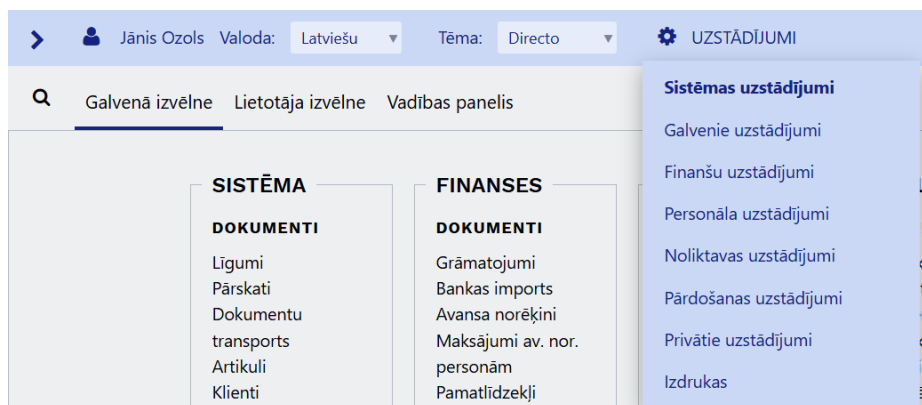 Jānis Ozols Valoda: Latviešu Tēma: Directo UZSTĀDĪJUMI
Galvenā izvēlne Lietotāja izvēlne Vadības panelis
SISTĒMA
DOKUMENTI
Līgumi
Pārskati
Dokumentu
transports
Artikuli
Klienti
FINANSES
DOKUMENTI
Grāmatojumi
Bankas imports
Avansa norēķini
Maksājumi av. nor.
personām
Pamatlīdzekļi
Sistēmas uzstādījumi
Galvenie uzstādījumi
Finanšu uzstādījumi
Personāla uzstādījumi
Noliktavas uzstādījumi
Pārdošanas uzstādījumi
Privātie uzstādījumi
Izdrukas